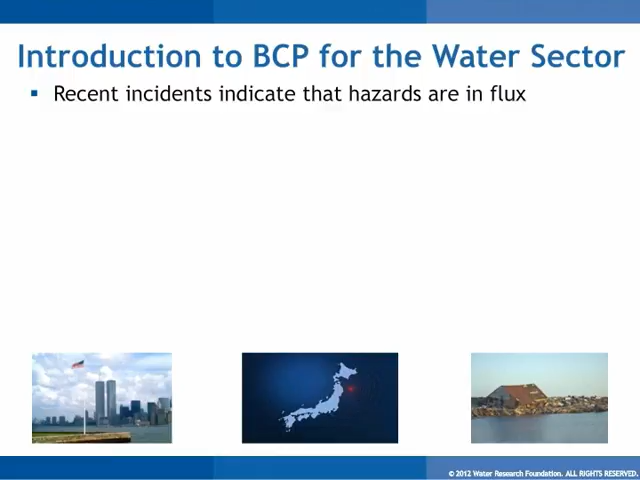 Introduction to BCP for the Water Sector
▪ Recent incidents indicate that hazards are in flux
© 2012 Water Research Foundation. ALL RIGHTS RESERVED.